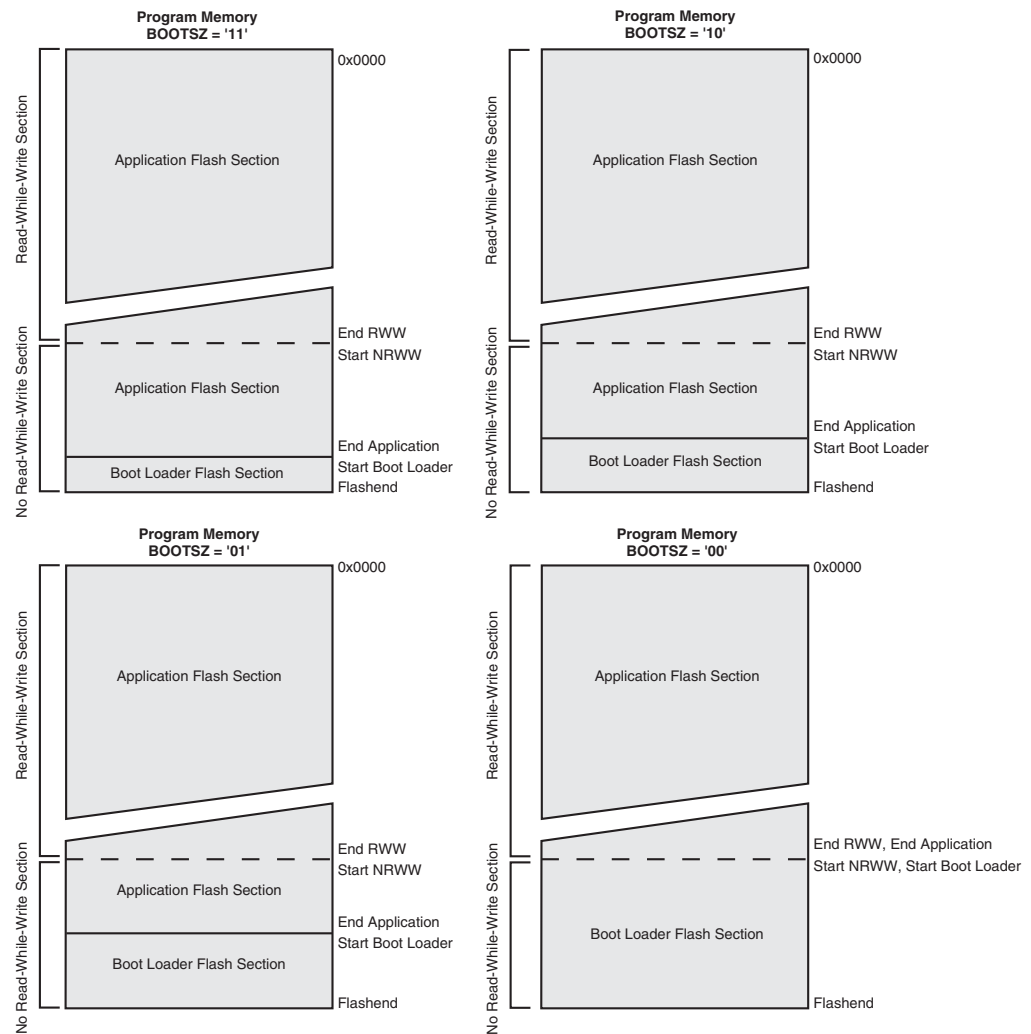 Program Memory
BOOTSZ = '11'
0x0000
Read-While-Write Section
Application Flash Section
End RWW
Start NRWW
No Read-While-Write Section
Application Flash Section
End Application
Start Boot Loader
Boot Loader Flash Section
Flashend
Program Memory
BOOTSZ = '10'
0x0000
Read-While-Write Section
Application Flash Section
End RWW
Start NRWW
No Read-While-Write Section
Application Flash Section
End Application
Start Boot Loader
Boot Loader Flash Section
Flashend
Program Memory
BOOTSZ = '01'
0x0000
Read-While-Write Section
Application Flash Section
End RWW
Start NRWW
No Read-While-Write Section
Application Flash Section
End Application
Start Boot Loader
Boot Loader Flash Section
Flashend
Program Memory
BOOTSZ = '00'
0x0000
Read-While-Write Section
Application Flash Section
End RWW, End Application
Start NRWW, Start Boot Loader
No Read-While-Write Section
Boot Loader Flash Section
Flashend